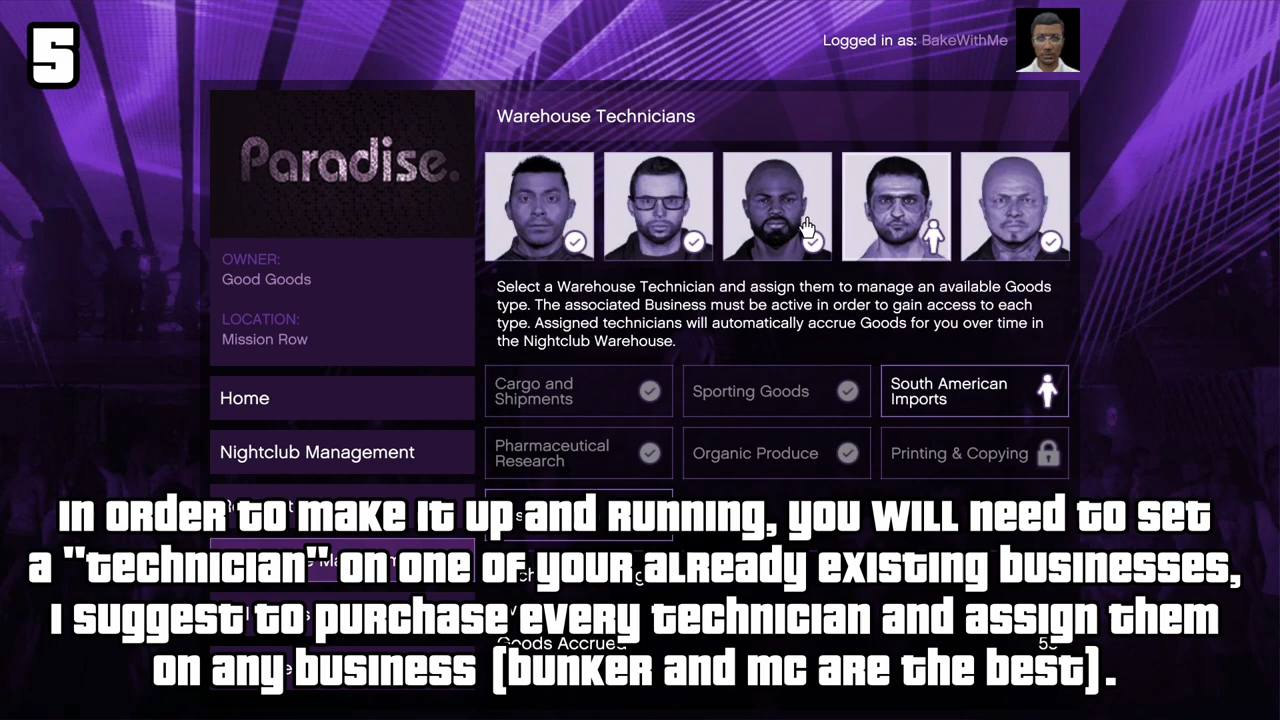 5
Logged in as: BakeWithMe
Paradise.
OWNER:
Good Goods
LOCATION:
Mission Row
Home
Nightclub Management
Warehouse Technicians
Select a Warehouse Technician and assign them to manage an available Goods
type. The associated Business must be active in order to gain access to each
type. Assigned technicians will automatically accrue Goods for you over time in
the Nightclub Warehouse.
Cargo and
Shipments
Sporting Goods
South American
Imports
Pharmaceutical
Research
Organic Produce
Printing & Copying
In order to make it up and running, you will need to set
a "technician" on one of your already existing businesses,
I suggest to purchase every technician and assign them
on any business (bunker and mc are the best).
Goods Accrued